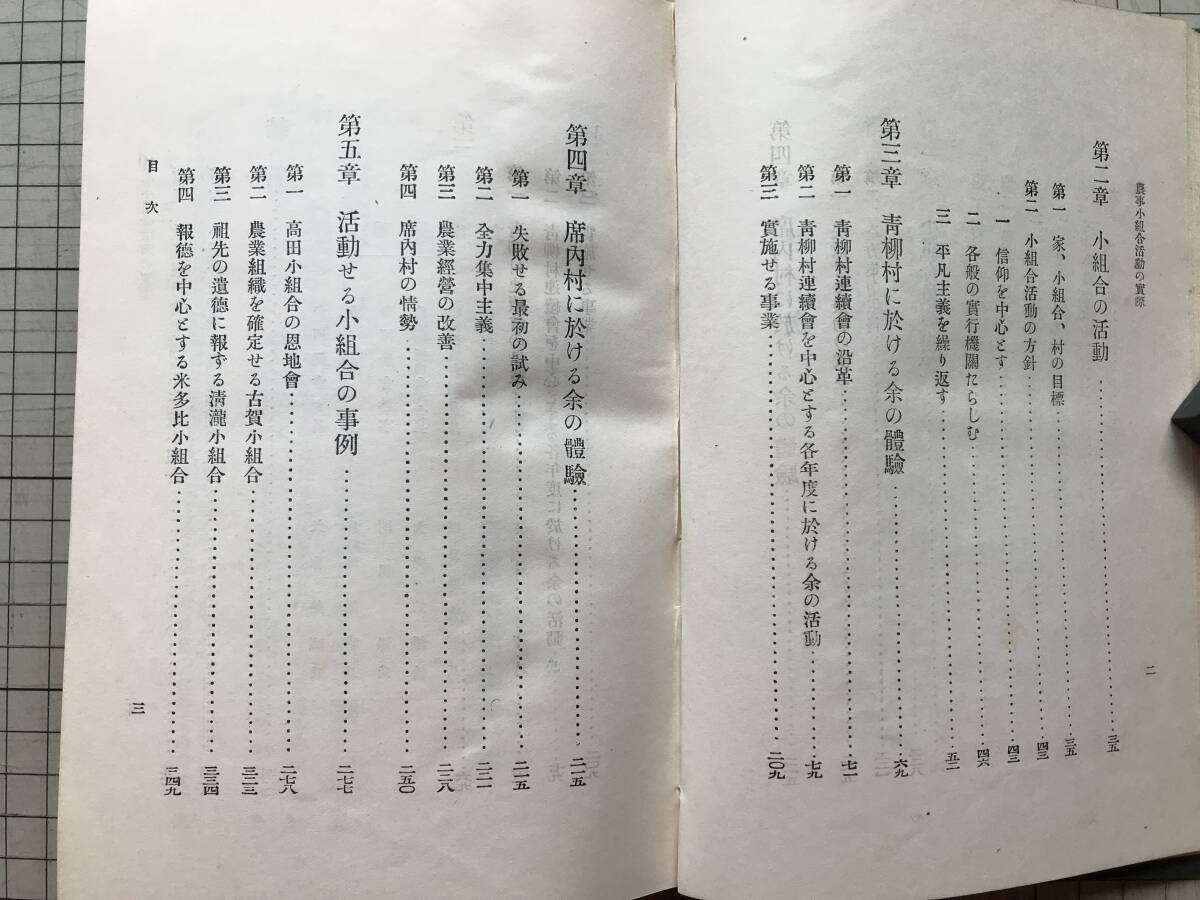 農事小組合活動の實際
二
第二章 小組合の活動……三五
第一 家、小組合、村の目標……三五
第二 小組合活動の方針……四三
一 信仰を中心とす……四三
二 各般の實行機關たらしむ……四六
三 平凡主義を繰り返す……五二
第三章 靑柳村に於ける余の體驗……六九
第一 靑柳村連續會の沿革……七一
第二 靑柳村連續會を中心とする各年度に於ける余の活動……七九
第三 實施せる事業……二〇九
第四章 席內村に於ける余の體驗……二一五
第一 失敗せる最初の試み……二一五
第二 全力集中主義……二二一
第三 農業經營の改善……二三八
第四 席內村の情勢……二五〇
第五章 活動せる小組合の事例……二七七
第一 高田小組合の恩地會……二七八
第二 農業組織を確定せる古賀小組合……三二三
第三 祖先の遺德に報ずる淸瀧小組合……三三四
第四 報德を中心とする米多比小組合……三四九
目次
三